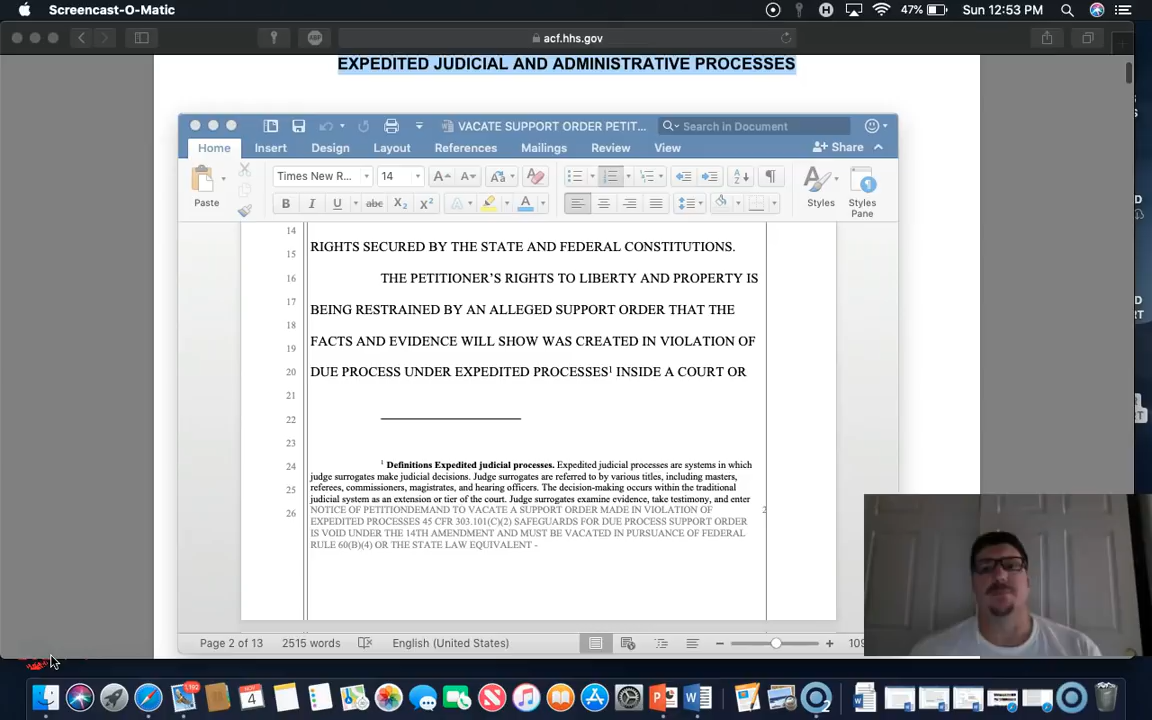 Screencast-O-Matic 47% Sun 12:53 PM
ABP acf.hhs.gov
EXPEDITED JUDICIAL AND ADMINISTRATIVE PROCESSES
VACATE SUPPORT ORDER PETIT... Search in Document
Home Insert Design Layout References Mailings Review View Share
Paste Times New R... 14 A A Aa A ¶ Styles Styles Pane
B I U abc X2 X2 A A
14 RIGHTS SECURED BY THE STATE AND FEDERAL CONSTITUTIONS.
15
16 THE PETITIONER'S RIGHTS TO LIBERTY AND PROPERTY IS
17 BEING RESTRAINED BY AN ALLEGED SUPPORT ORDER THAT THE
18
19 FACTS AND EVIDENCE WILL SHOW WAS CREATED IN VIOLATION OF
20 DUE PROCESS UNDER EXPEDITED PROCESSES1 INSIDE A COURT OR
21
22
23
24 1 Definitions Expedited judicial processes. Expedited judicial processes are systems in which
judge surrogates make judicial decisions. Judge surrogates are referred to by various titles, including masters,
25 referees, commissioners, magistrates, and hearing officers. The decision-making occurs within the traditional
judicial system as an extension or tier of the court. Judge surrogates examine evidence, take testimony, and enter
26 NOTICE OF PETITIONDEMAND TO VACATE A SUPPORT ORDER MADE IN VIOLATION OF 2
EXPEDITED PROCESSES 45 CFR 303.101(C)(2) SAFEGUARDS FOR DUE PROCESS SUPPORT ORDER
IS VOID UNDER THE 14TH AMENDMENT AND MUST BE VACATED IN PURSUANCE OF FEDERAL
RULE 60(B)(4) OR THE STATE LAW EQUIVALENT -
Page 2 of 13 2515 words English (United States) 109